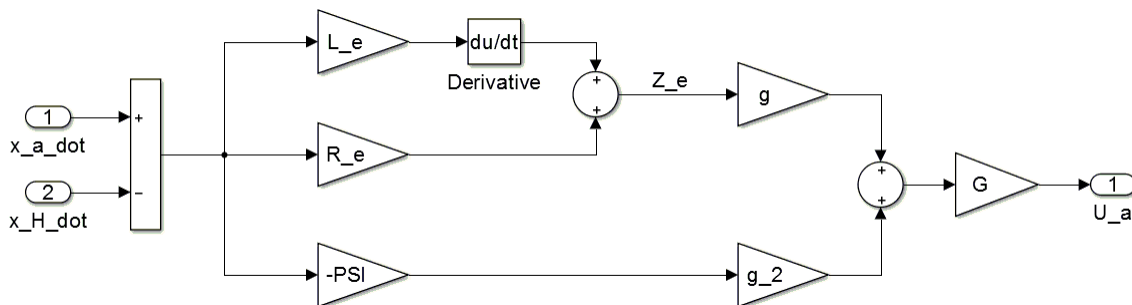 L_e
du/dt
Derivative
+
+
Z_e
g
1
x_a_dot
+
R_e
2
x_H_dot
−
+
+
G
1
U_a
-PSI
g_2